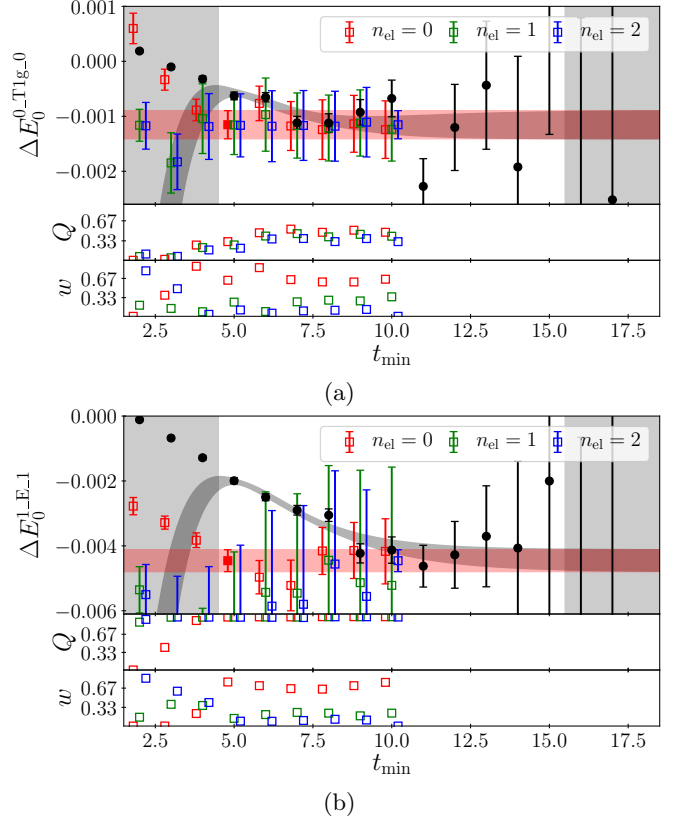 0.001
0.000
−0.001
−0.002
ΔE_0^{0_T1g_0}
n_el = 0 n_el = 1 n_el = 2
0.67
0.33
Q
0.67
0.33
w
2.5 5.0 7.5 10.0 12.5 15.0 17.5
t_min
(a)
0.000
−0.002
−0.004
−0.006
ΔE_0^{1_E_1}
n_el = 0 n_el = 1 n_el = 2
0.67
0.33
Q
0.67
0.33
w
2.5 5.0 7.5 10.0 12.5 15.0 17.5
t_min
(b)